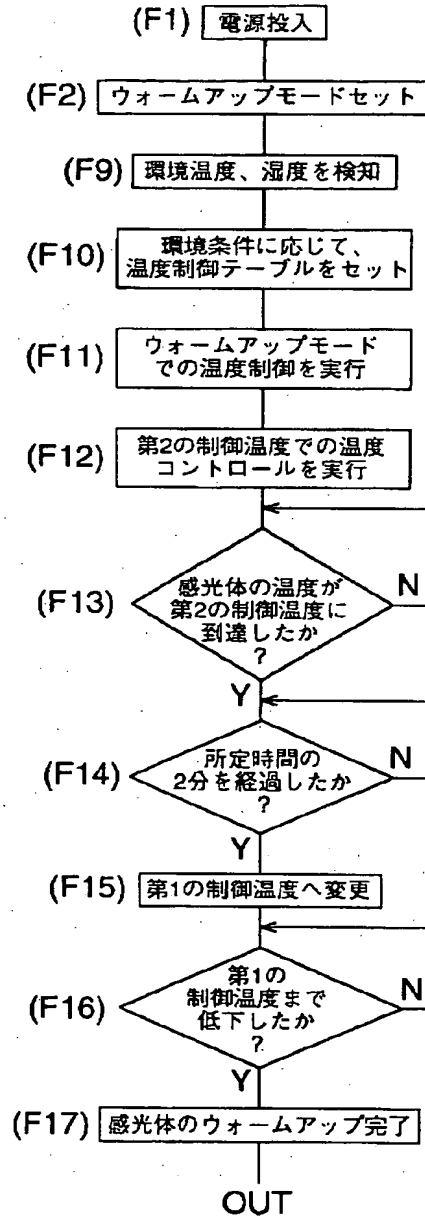 (F1) 電源投入
(F2) ウォームアップモードセット
(F9) 環境温度、湿度を検知
(F10) 環境条件に応じて、
温度制御テーブルをセット
(F11) ウォームアップモード
での温度制御を実行
(F12) 第2の制御温度での温度
コントロールを実行
(F13) 感光体の温度が
第2の制御温度に
到達したか
?
N
Y
(F14) 所定時間の
2分を経過したか
?
N
Y
(F15) 第1の制御温度へ変更
(F16) 第1の
制御温度まで
低下したか
?
N
Y
(F17) 感光体のウォームアップ完了
OUT